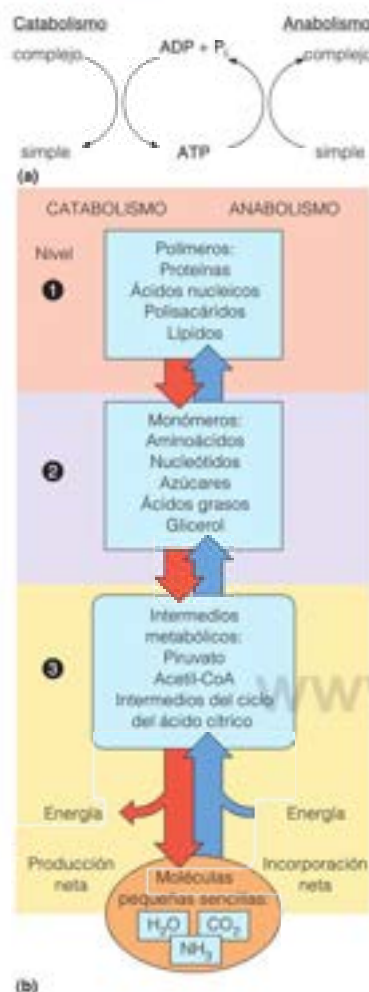 Catabolismo
Anabolismo
complejo
ADP + Pᵢ
complejo
simple
ATP
simple
(a)
CATABOLISMO
ANABOLISMO
Nivel
1
Polímeros:
Proteínas
Ácidos nucleicos
Polisacáridos
Lípidos
2
Monómeros:
Aminoácidos
Nucleótidos
Azúcares
Ácidos grasos
Glicerol
3
Intermedios
metabólicos:
Piruvato
Acetil-CoA
Intermedios del ciclo
del ácido cítrico
Energía
Energía
Producción
neta
Incorporación
neta
Moléculas
pequeñas sencillas:
H₂O
CO₂
NH₃
(b)